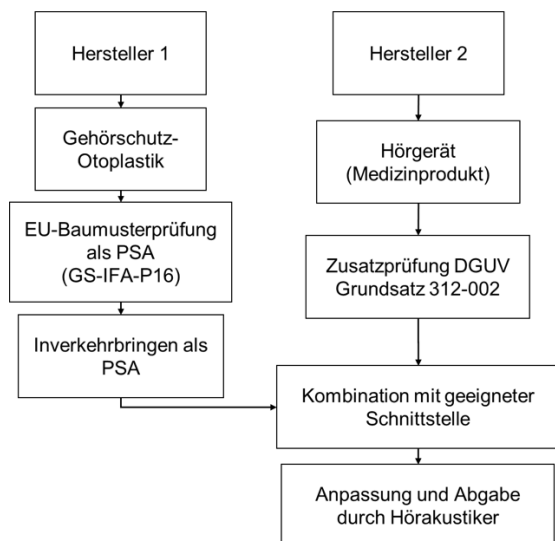 Hersteller 1
Gehörschutz-
Otoplastik
EU-Baumusterprüfung
als PSA
(GS-IFA-P16)
Inverkehrbringen als
PSA
Hersteller 2
Hörgerät
(Medizinprodukt)
Zusatzprüfung DGUV
Grundsatz 312-002
Kombination mit geeigneter
Schnittstelle
Anpassung und Abgabe
durch Hörakustiker